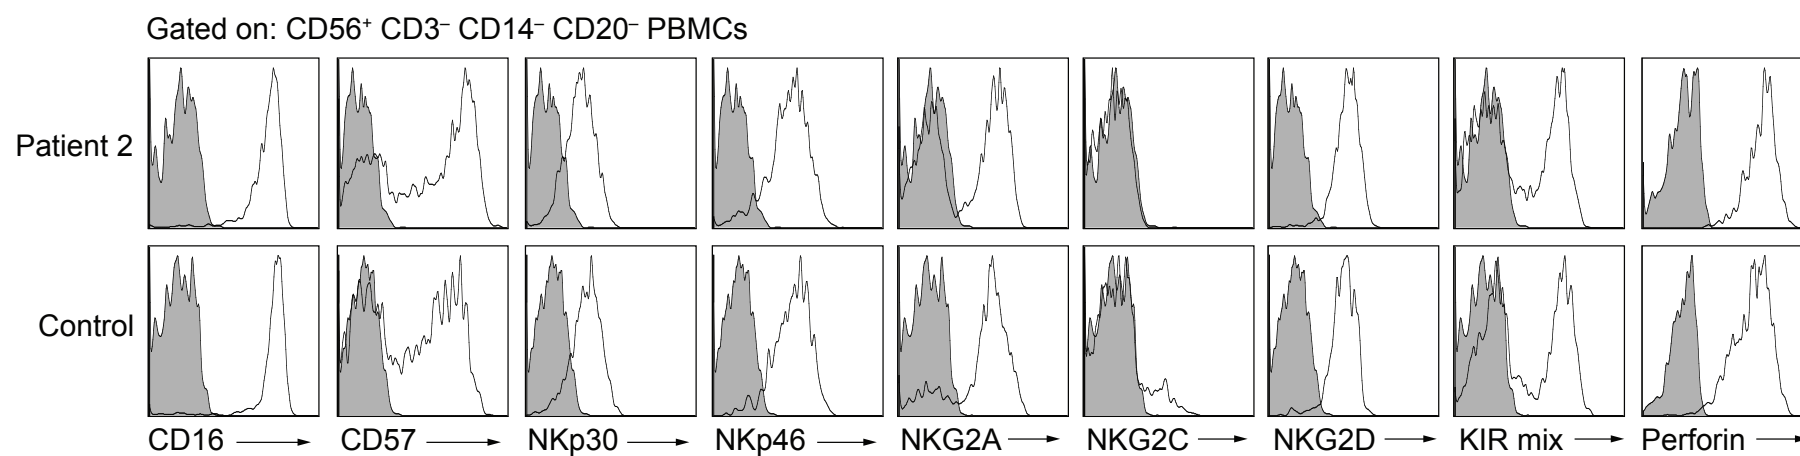 Gated on: CD56⁺ CD3⁻ CD14⁻ CD20⁻ PBMCs
Patient 2
Control
CD16 CD57 NKp30 NKp46 NKG2A NKG2C NKG2D KIR mix Perforin